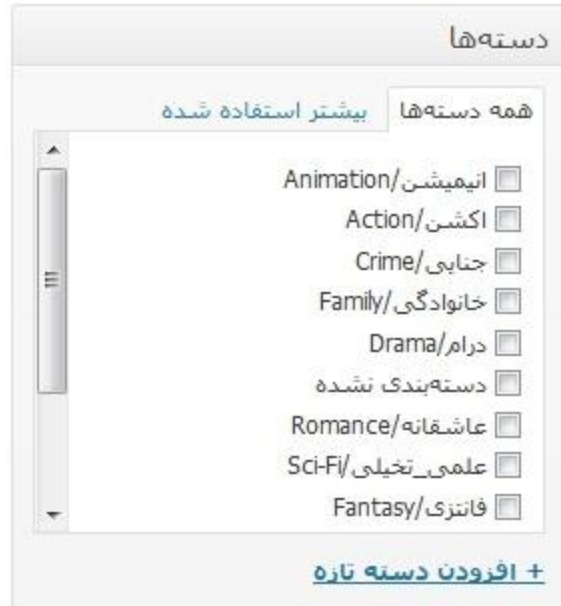 دسته‌ها
همه دسته‌ها بیشتر استفاده شده
انیمیشن/Animation
اکشن/Action
جنایی/Crime
خانوادگی/Family
درام/Drama
دسته‌بندی نشده
عاشقانه/Romance
علمی_تخیلی/Sci-Fi
فانتزی/Fantasy
+ افزودن دسته تازه